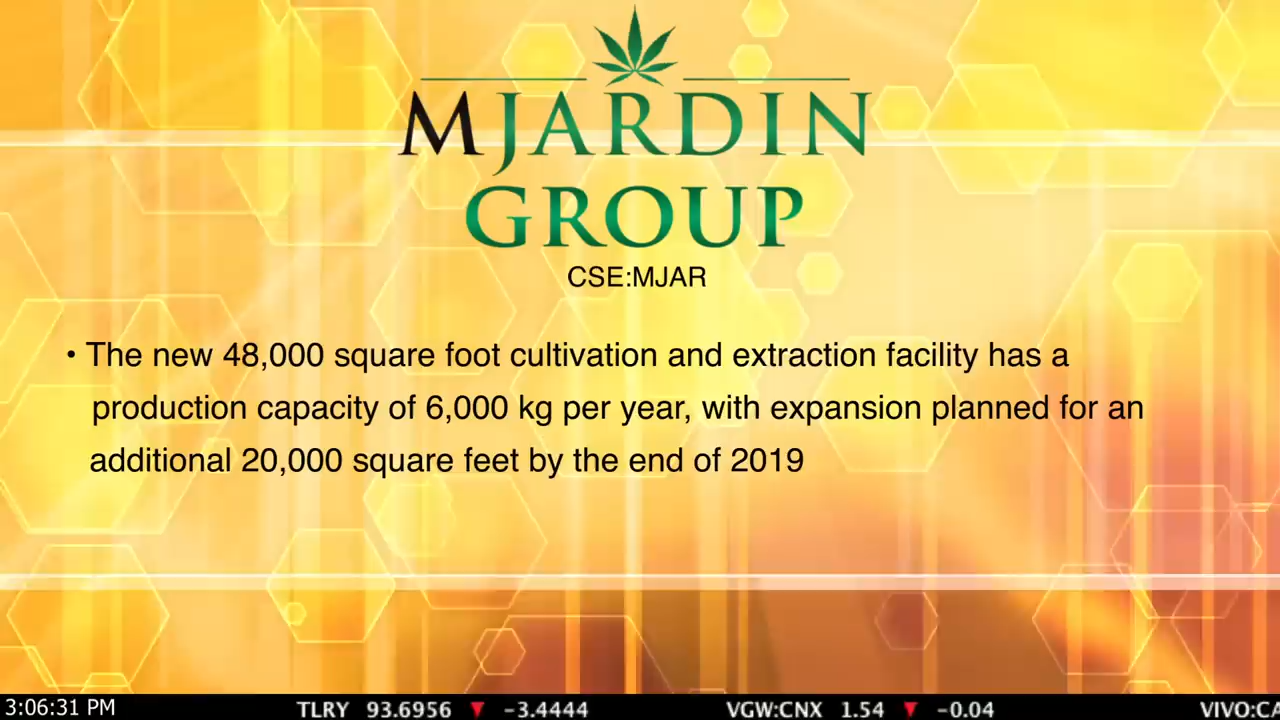 MJARDIN
GROUP
CSE:MJAR
• The new 48,000 square foot cultivation and extraction facility has a
production capacity of 6,000 kg per year, with expansion planned for an
additional 20,000 square feet by the end of 2019
3:06:31 PM TLRY 93.6956 ▼ -3.4444 VGW:CNX 1.54 ▼ -0.04 VIVO:CA